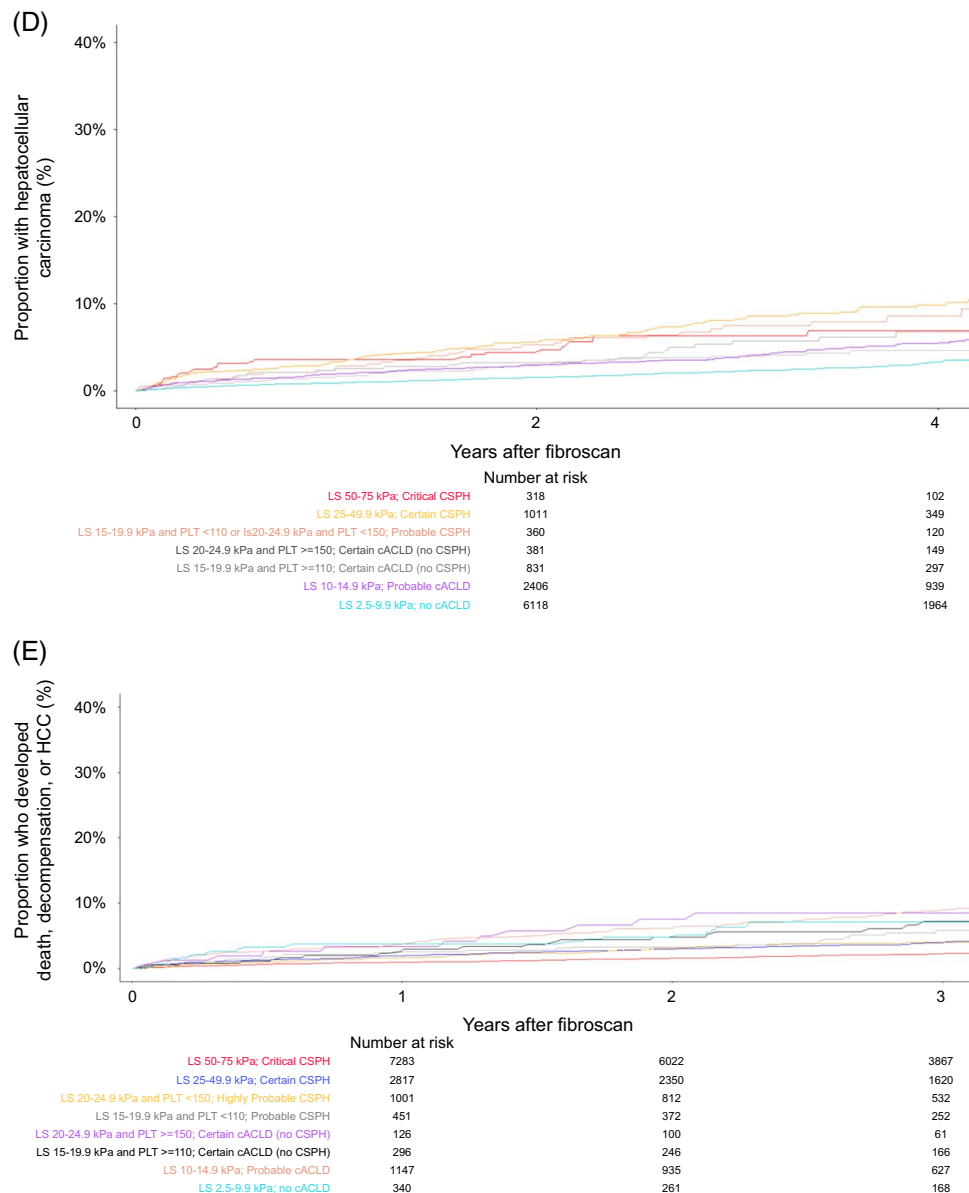 (D)
Proportion with hepatocellular
carcinoma (%)
40%
30%
20%
10%
0%
0 2 4
Years after fibroscan
Number at risk
LS 50-75 kPa; Critical CSPH 318 102
LS 25-49.9 kPa; Certain CSPH 1011 349
LS 15-19.9 kPa and PLT <110 or ls20-24.9 kPa and PLT <150; Probable CSPH 360 120
LS 20-24.9 kPa and PLT >=150; Certain cACLD (no CSPH) 381 149
LS 15-19.9 kPa and PLT >=110; Certain cACLD (no CSPH) 831 297
LS 10-14.9 kPa; Probable cACLD 2406 939
LS 2.5-9.9 kPa; no cACLD 6118 1964
(E)
Proportion who developed
death, decompensation, or HCC (%)
40%
30%
20%
10%
0%
0 1 2 3
Years after fibroscan
Number at risk
LS 50-75 kPa; Critical CSPH 7283 6022 3867
LS 25-49.9 kPa; Certain CSPH 2817 2350 1620
LS 20-24.9 kPa and PLT <150; Highly Probable CSPH 1001 812 532
LS 15-19.9 kPa and PLT <110; Probable CSPH 451 372 252
LS 20-24.9 kPa and PLT >=150; Certain cACLD (no CSPH) 126 100 61
LS 15-19.9 kPa and PLT >=110; Certain cACLD (no CSPH) 296 246 166
LS 10-14.9 kPa; Probable cACLD 1147 935 627
LS 2.5-9.9 kPa; no cACLD 340 261 168